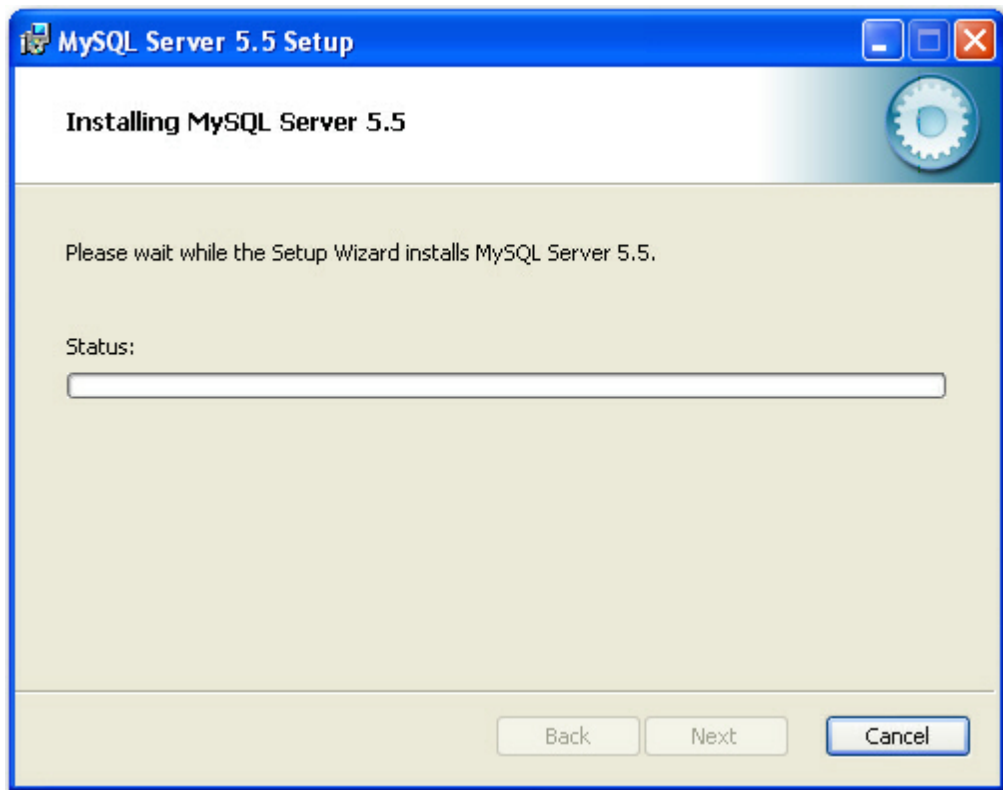 MySQL Server 5.5 Setup
Installing MySQL Server 5.5
Please wait while the Setup Wizard installs MySQL Server 5.5.
Status:
Back Next Cancel